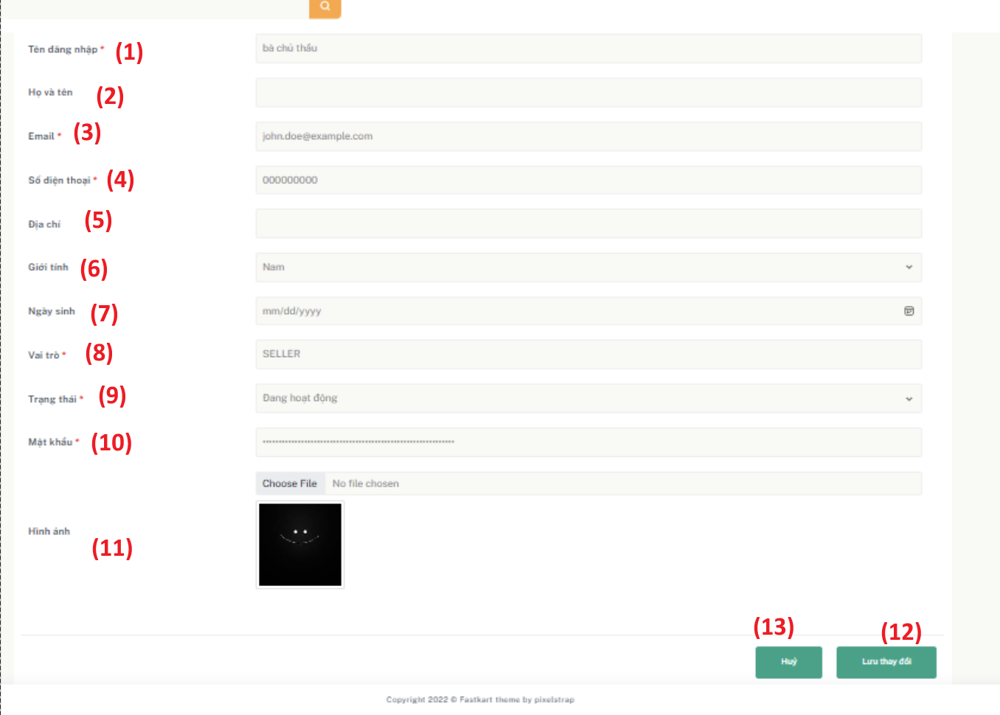 Tên đăng nhập * (1) bà chủ thầu
Họ và tên (2)
Email * (3) john.doe@example.com
Số điện thoại * (4) 000000000
Địa chỉ (5)
Giới tính (6) Nam
Ngày sinh (7) mm/dd/yyyy
Vai trò * (8) SELLER
Trạng thái * (9) Đang hoạt động
Mật khẩu * (10)
Choose File No file chosen
Hình ảnh (11)
(13) (12)
Huỷ Lưu thay đổi
Copyright 2022 © Fastkart theme by pixelstrap